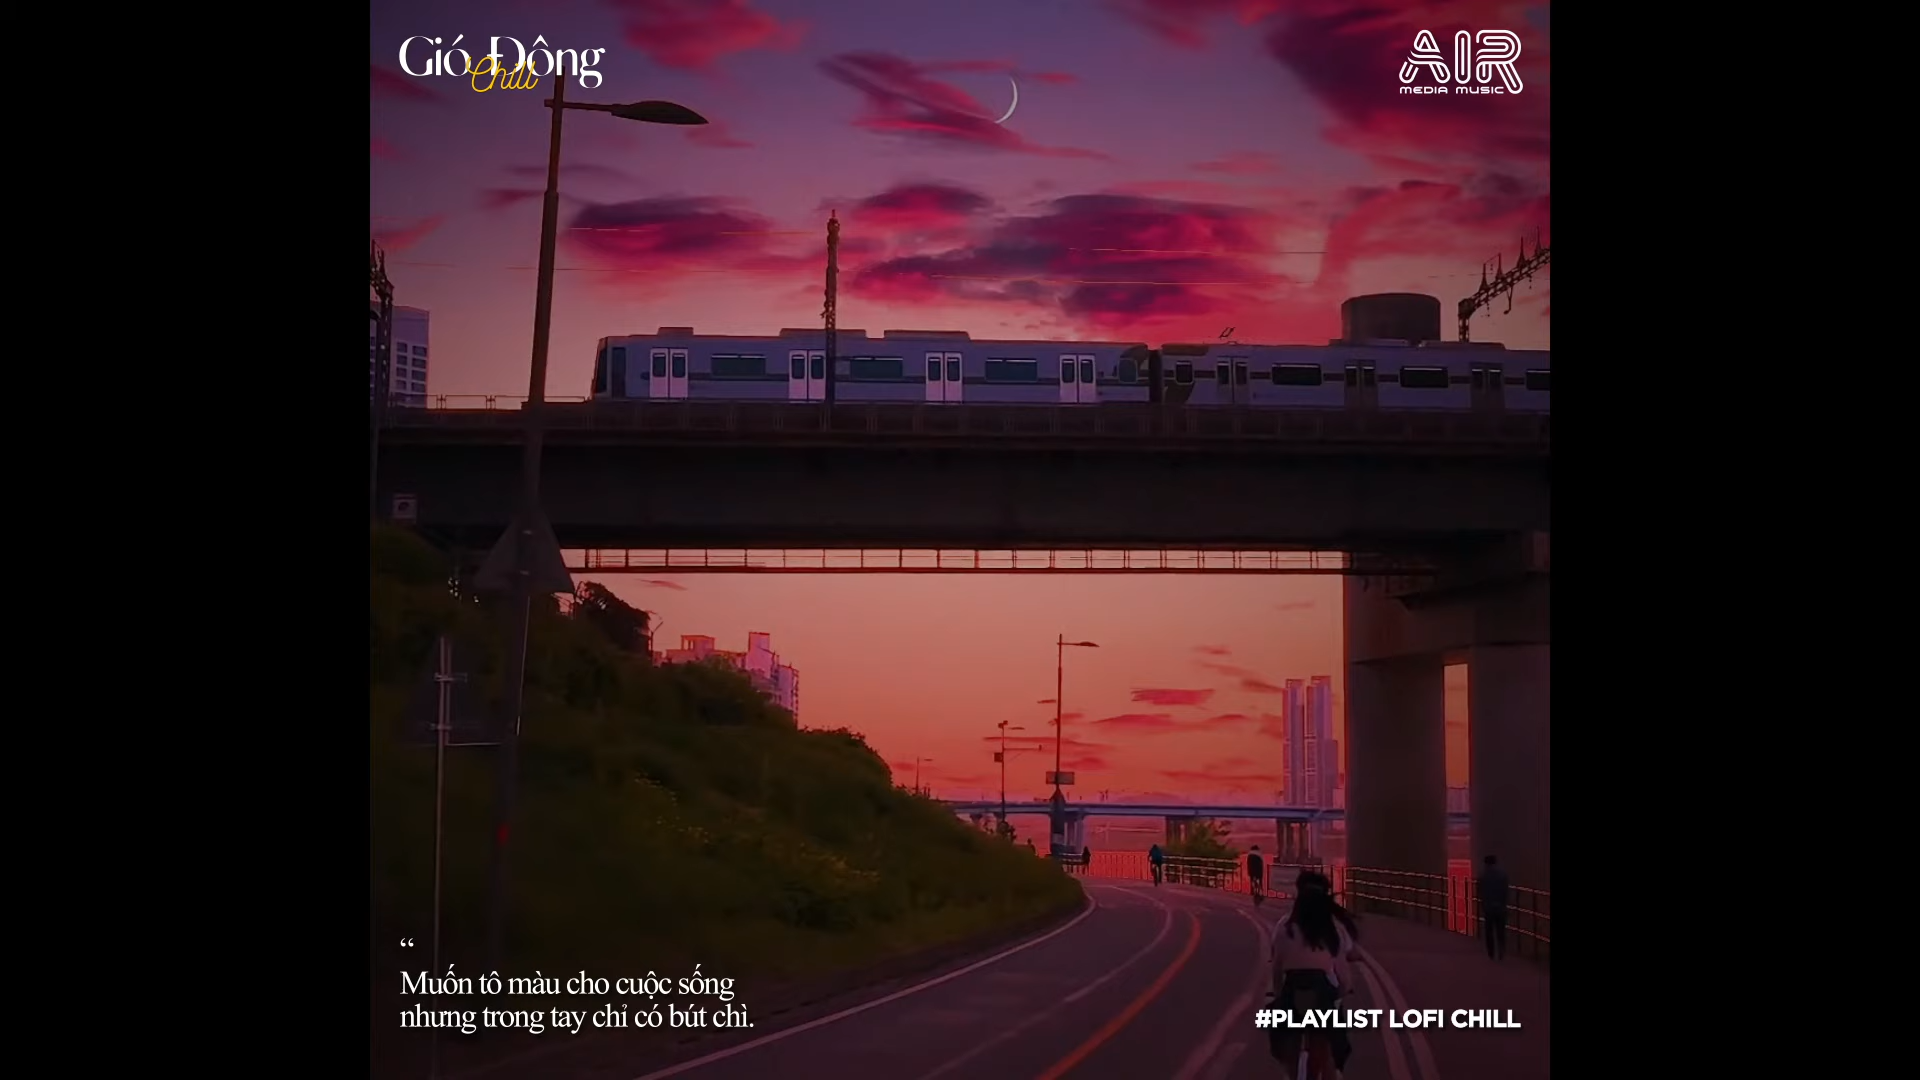 Gió Đông
Chill
AIR
MEDIA MUSIC
“
Muốn tô màu cho cuộc sống
nhưng trong tay chỉ có bút chì.
#PLAYLIST LOFI CHILL